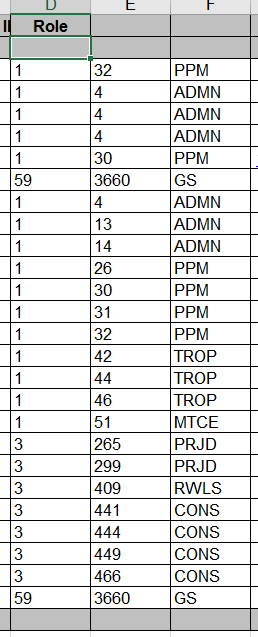 D E F
Role
1 32 PPM
1 4 ADMN
1 4 ADMN
1 4 ADMN
1 30 PPM
59 3660 GS
1 4 ADMN
1 13 ADMN
1 14 ADMN
1 26 PPM
1 30 PPM
1 31 PPM
1 32 PPM
1 42 TROP
1 44 TROP
1 46 TROP
1 51 MTCE
3 265 PRJD
3 299 PRJD
3 409 RWLS
3 441 CONS
3 444 CONS
3 449 CONS
3 466 CONS
59 3660 GS